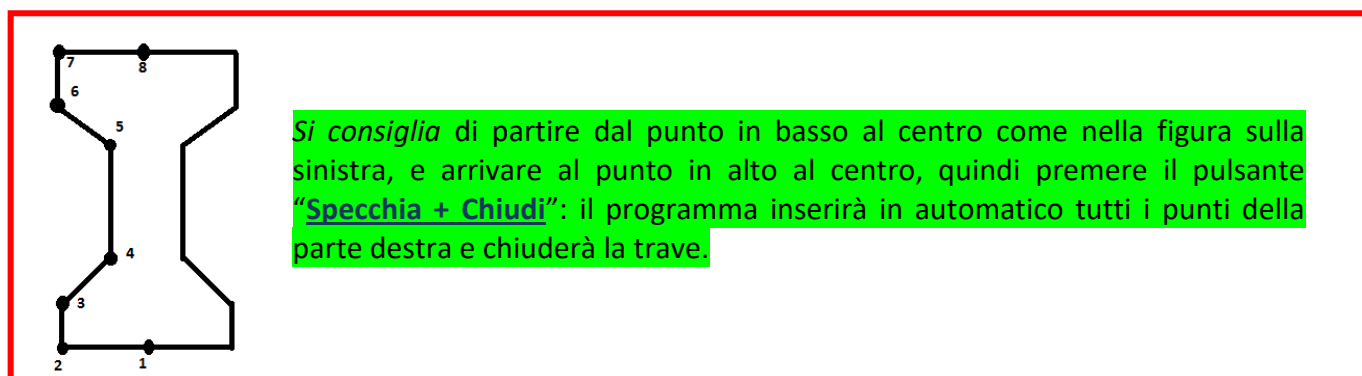 7
8
6
5
Si consiglia di partire dal punto in basso al centro come nella figura sulla
sinistra, e arrivare al punto in alto al centro, quindi premere il pulsante
“Specchia + Chiudi”: il programma inserirà in automatico tutti i punti della
parte destra e chiuderà la trave.
4
3
2
1